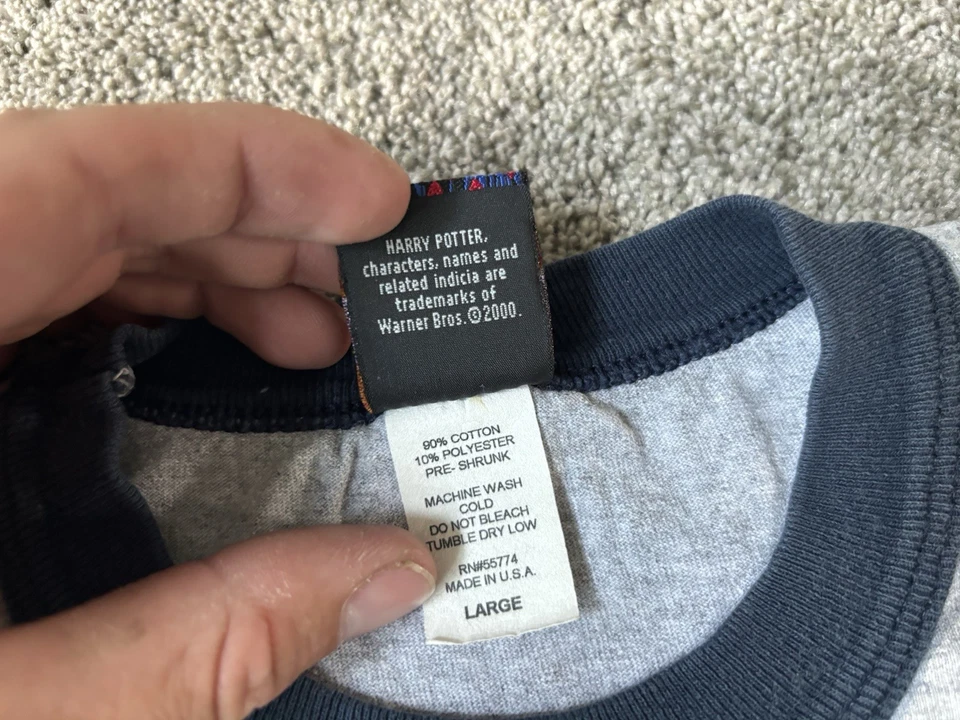 HARRY POTTER,
characters, names and
related indicia are
trademarks of
Warner Bros.©2000.
90% COTTON
10% POLYESTER
PRE- SHRUNK
MACHINE WASH
COLD
DO NOT BLEACH
TUMBLE DRY LOW
RN#55774
MADE IN U.S.A.
LARGE